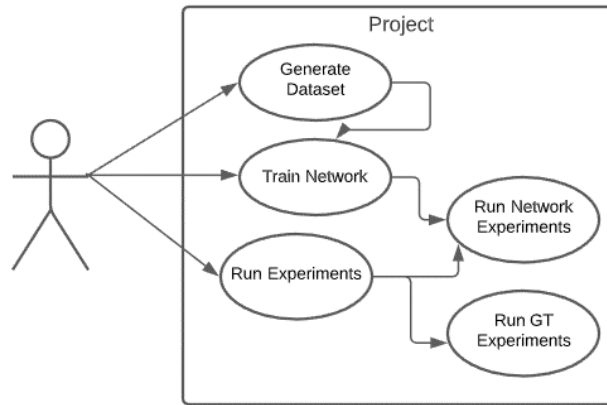 Project
Generate
Dataset
Train Network
Run Network
Experiments
Run Experiments
Run GT
Experiments